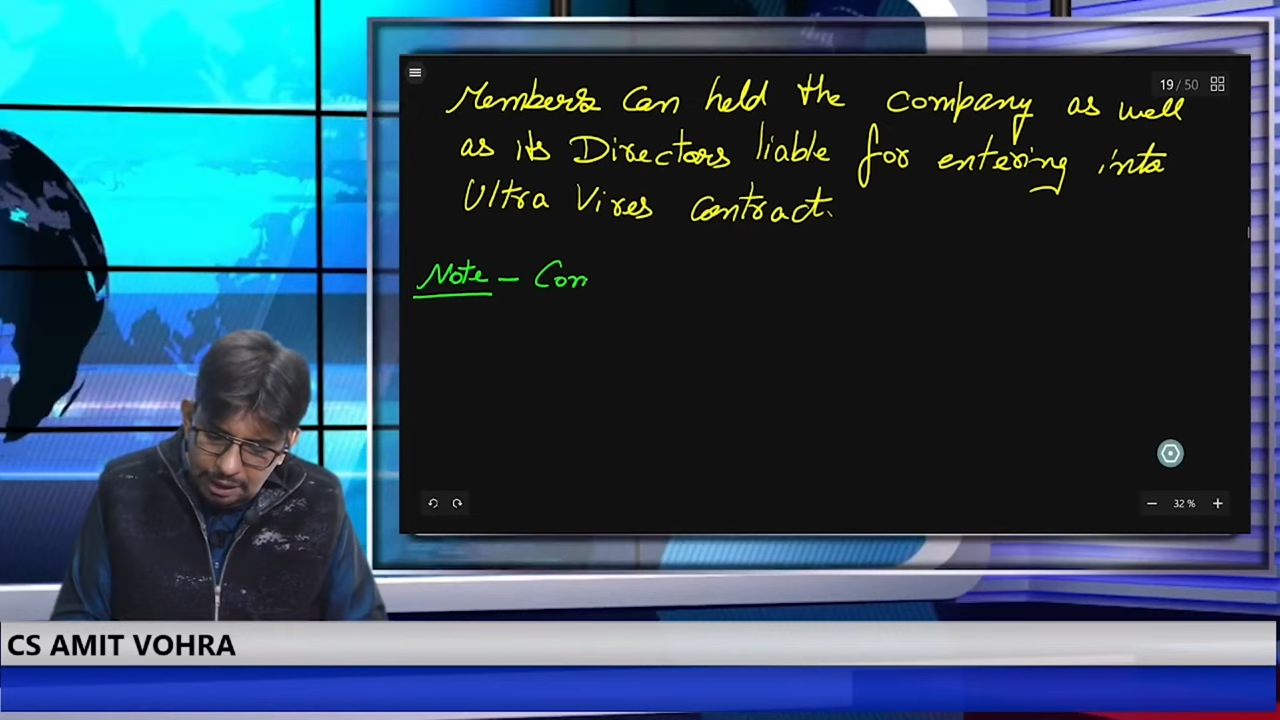 19 / 50
Members can held the company as well
as its Directors liable for entering into
Ultra Vires contract.
Note - Com
32 %
CS AMIT VOHRA